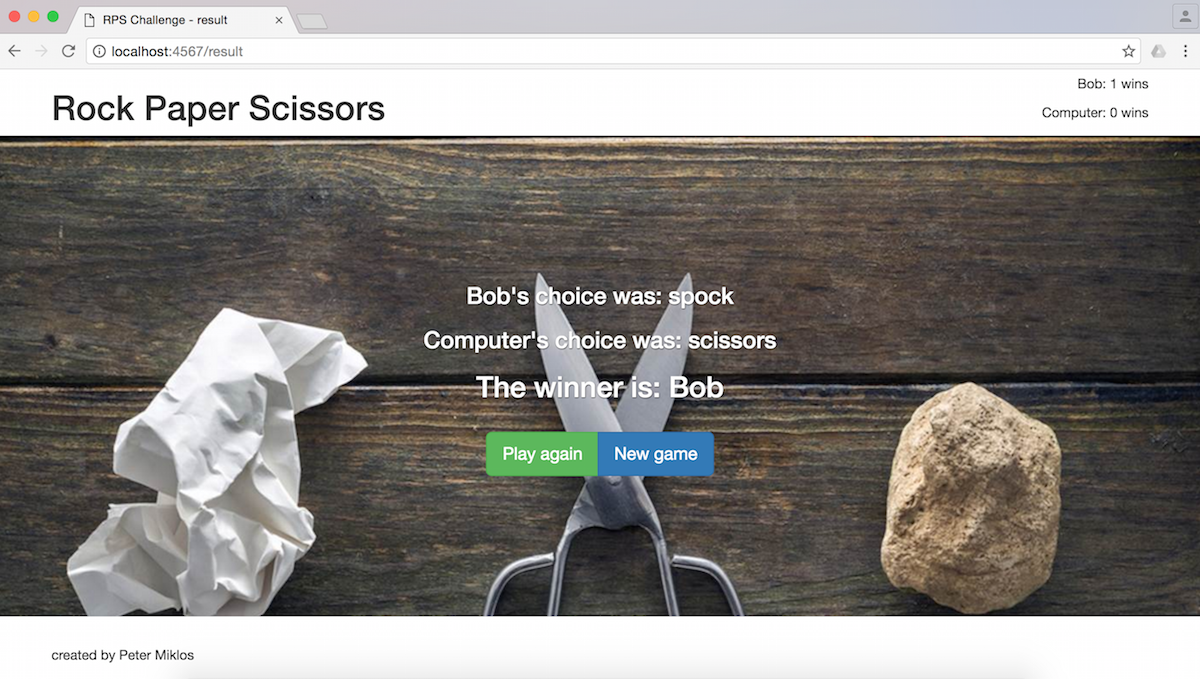 RPS Challenge - result
localhost:4567/result
Bob: 1 wins
Rock Paper Scissors
Computer: 0 wins
Bob's choice was: spock
Computer's choice was: scissors
The winner is: Bob
Play again New game
created by Peter Miklos